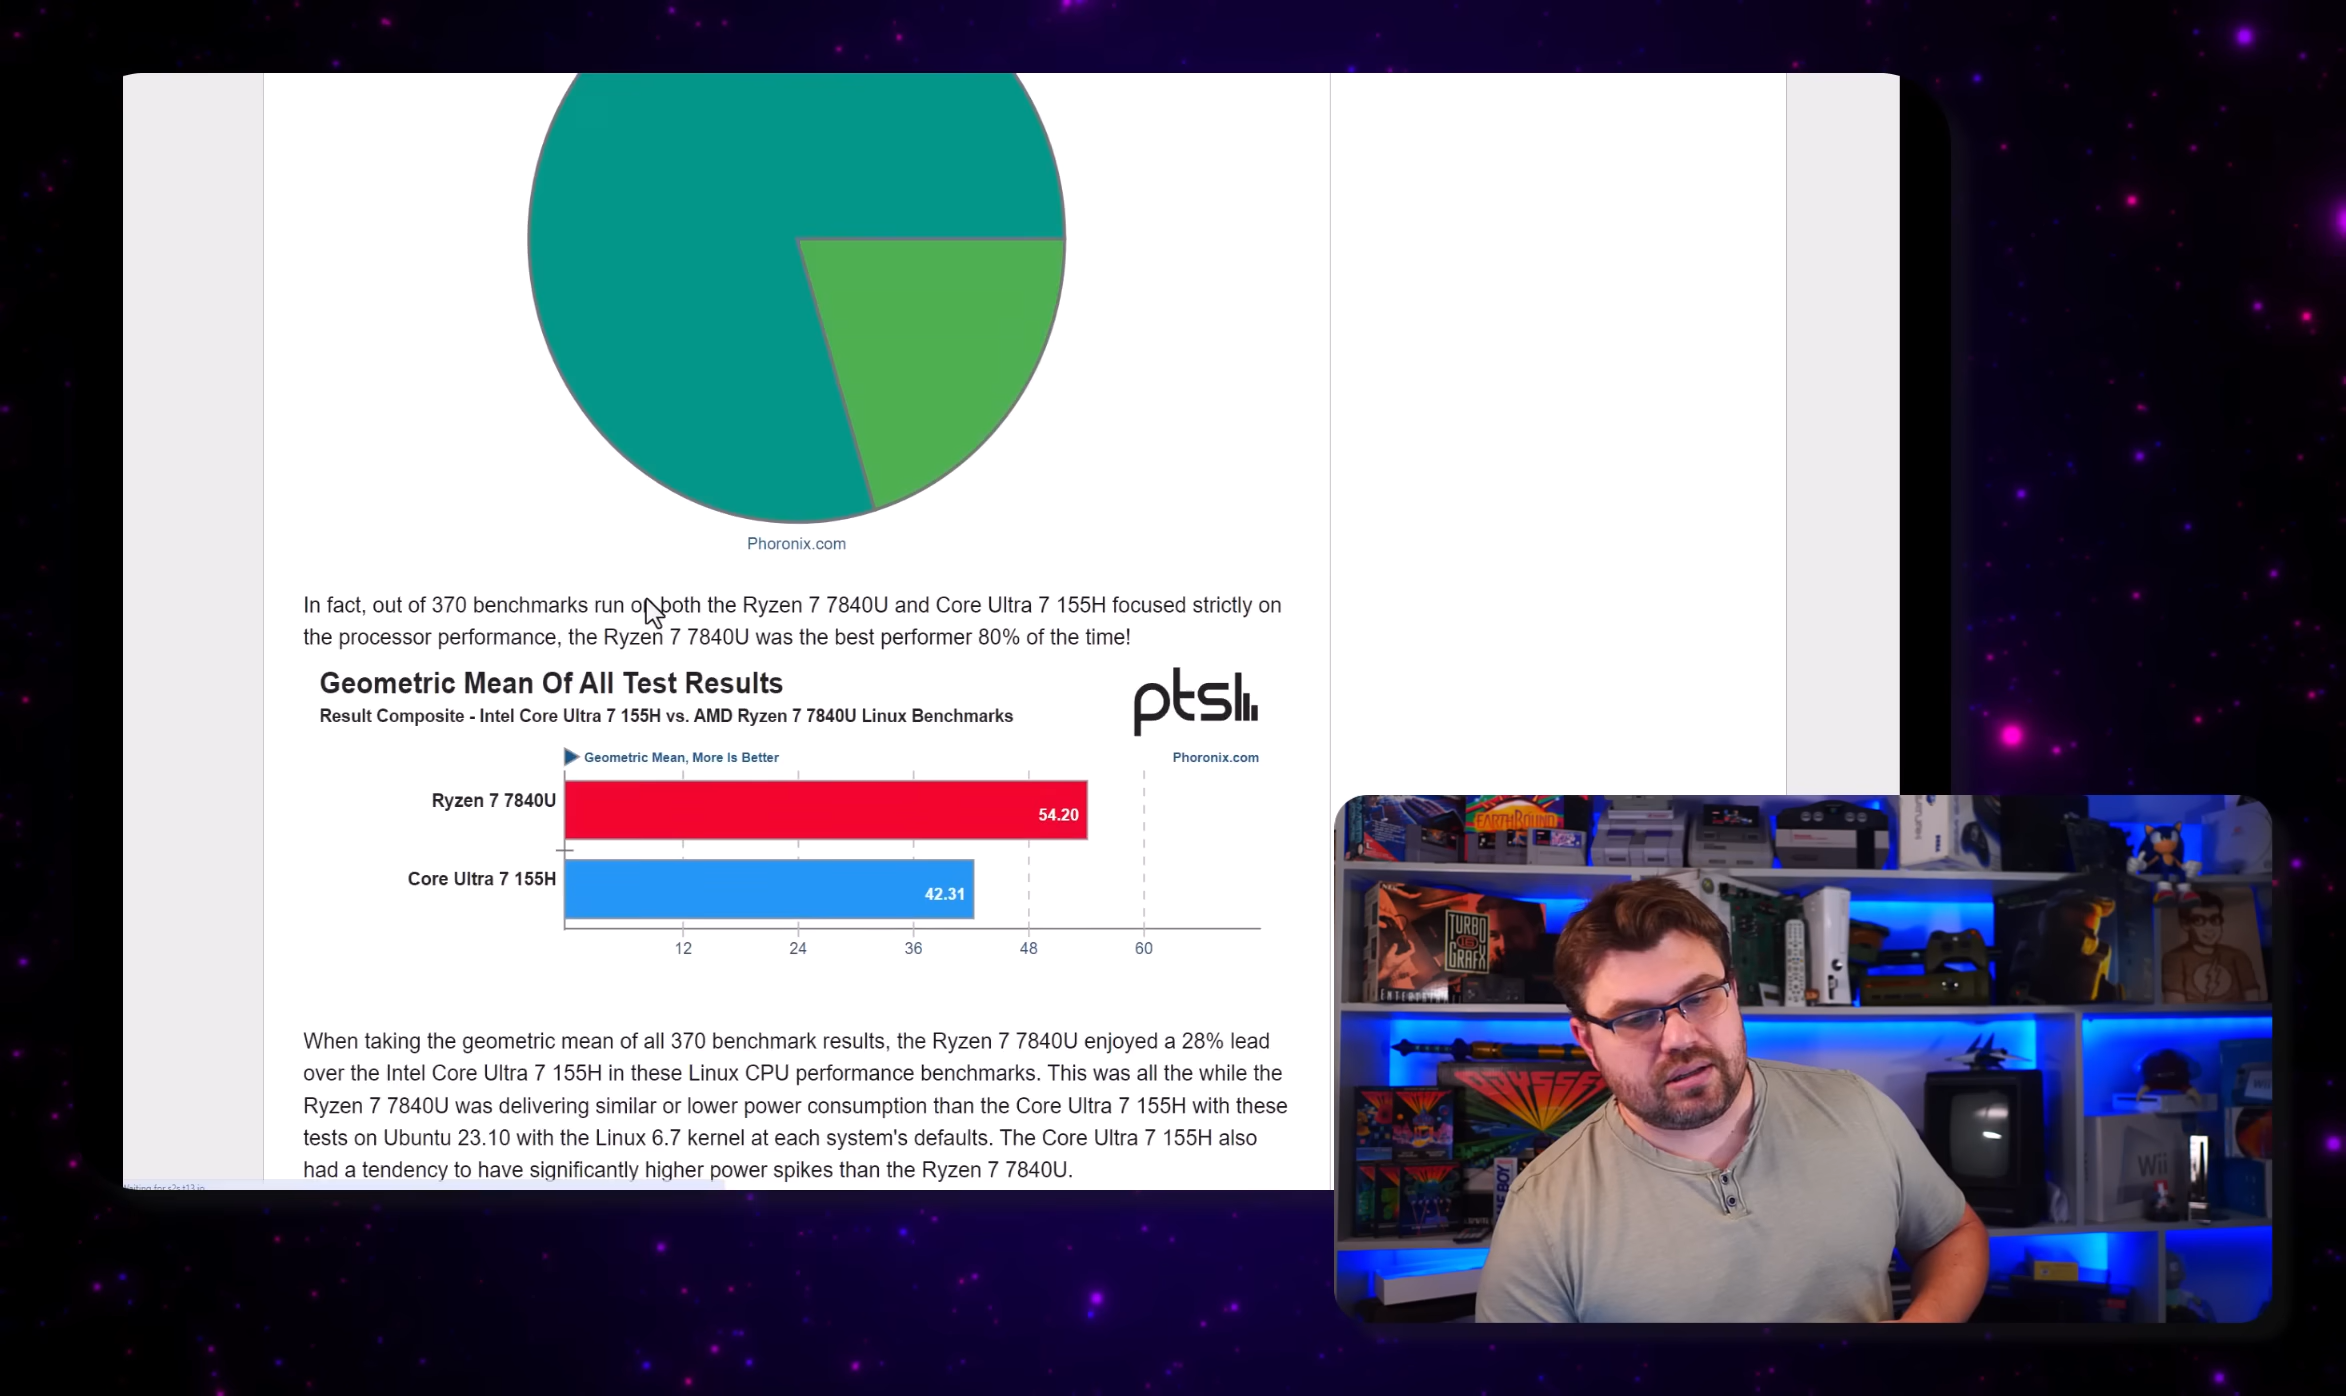 Phoronix.com
In fact, out of 370 benchmarks run on both the Ryzen 7 7840U and Core Ultra 7 155H focused strictly on
the processor performance, the Ryzen 7 7840U was the best performer 80% of the time!
Geometric Mean Of All Test Results
Result Composite - Intel Core Ultra 7 155H vs. AMD Ryzen 7 7840U Linux Benchmarks
pts
Geometric Mean, More Is Better
Phoronix.com
Ryzen 7 7840U
54.20
Core Ultra 7 155H
42.31
12 24 36 48 60
When taking the geometric mean of all 370 benchmark results, the Ryzen 7 7840U enjoyed a 28% lead
over the Intel Core Ultra 7 155H in these Linux CPU performance benchmarks. This was all the while the
Ryzen 7 7840U was delivering similar or lower power consumption than the Core Ultra 7 155H with these
tests on Ubuntu 23.10 with the Linux 6.7 kernel at each system's defaults. The Core Ultra 7 155H also
had a tendency to have significantly higher power spikes than the Ryzen 7 7840U.
EARTHBOUND
TURBO
16
GRAFX
Wii